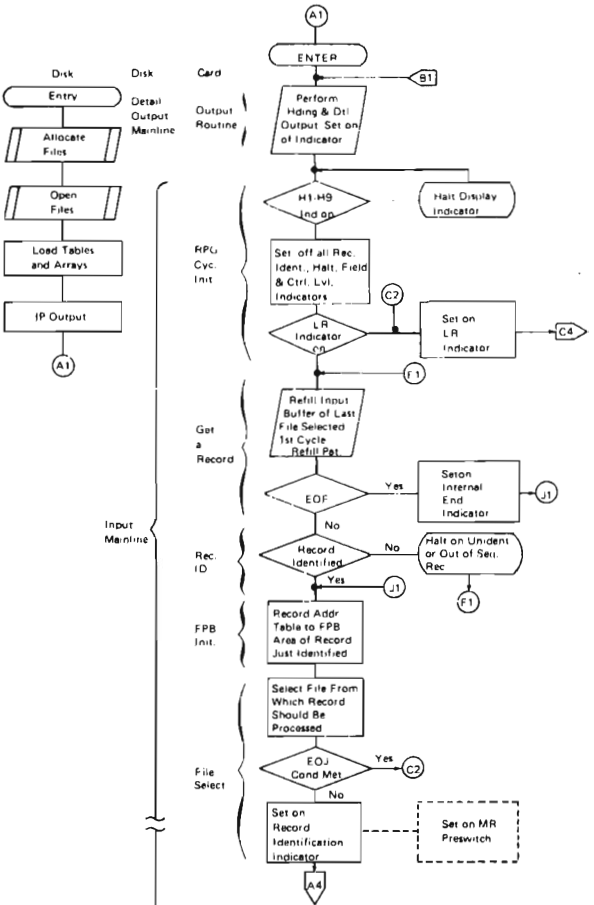 A1
ENTER
B1
Disk
Disk
Card
Entry
Detail
Output
Mainline
Output
Routine
Perform
Hding & Dtl
Output Set on
of Indicator
Allocate
Files
Open
Files
Load Tables
and Arrays
1P Output
A1
H1-H9
Ind on
Halt Display
Indicator
RPG
Cyc.
Init
Set off all Rec.
Ident., Halt, Field
& Ctrl. Lvl.
Indicators
C2
LR
Indicator
on
Set on
LR
Indicator
C4
F1
Get
a
Record
Refill Input
Buffer of Last
File Selected
1st Cycle
Refill Pat.
EOF
Yes
Seton
Internal
End
Indicator
J1
No
Input
Mainline
Rec.
ID
Record
Identified
No
Halt on Unident
or Out of Seq.
Rec
Yes
J1
F1
FPB
Init.
Record Addr
Table to FPB
Area of Record
Just Identified
Select File From
Which Record
Should Be
Processed
File
Select
EOJ
Cond Met
Yes
C2
No
Set on
Record
Identification
Indicator
Set on MR
Preswitch
A4